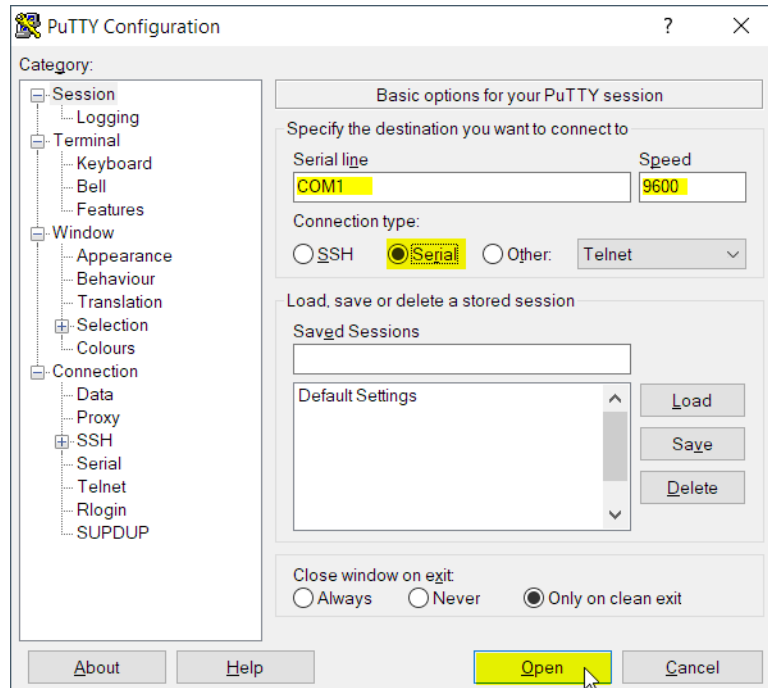 PuTTY Configuration
?
Category:
Session
Logging
Terminal
Keyboard
Bell
Features
Window
Appearance
Behaviour
Translation
Selection
Colours
Connection
Data
Proxy
SSH
Serial
Telnet
Rlogin
SUPDUP
Basic options for your PuTTY session
Specify the destination you want to connect to
Serial line Speed
COM1 9600
Connection type:
SSH Serial Other: Telnet
Load, save or delete a stored session
Saved Sessions
Default Settings
Load
Save
Delete
Close window on exit:
Always Never Only on clean exit
About Help Open Cancel